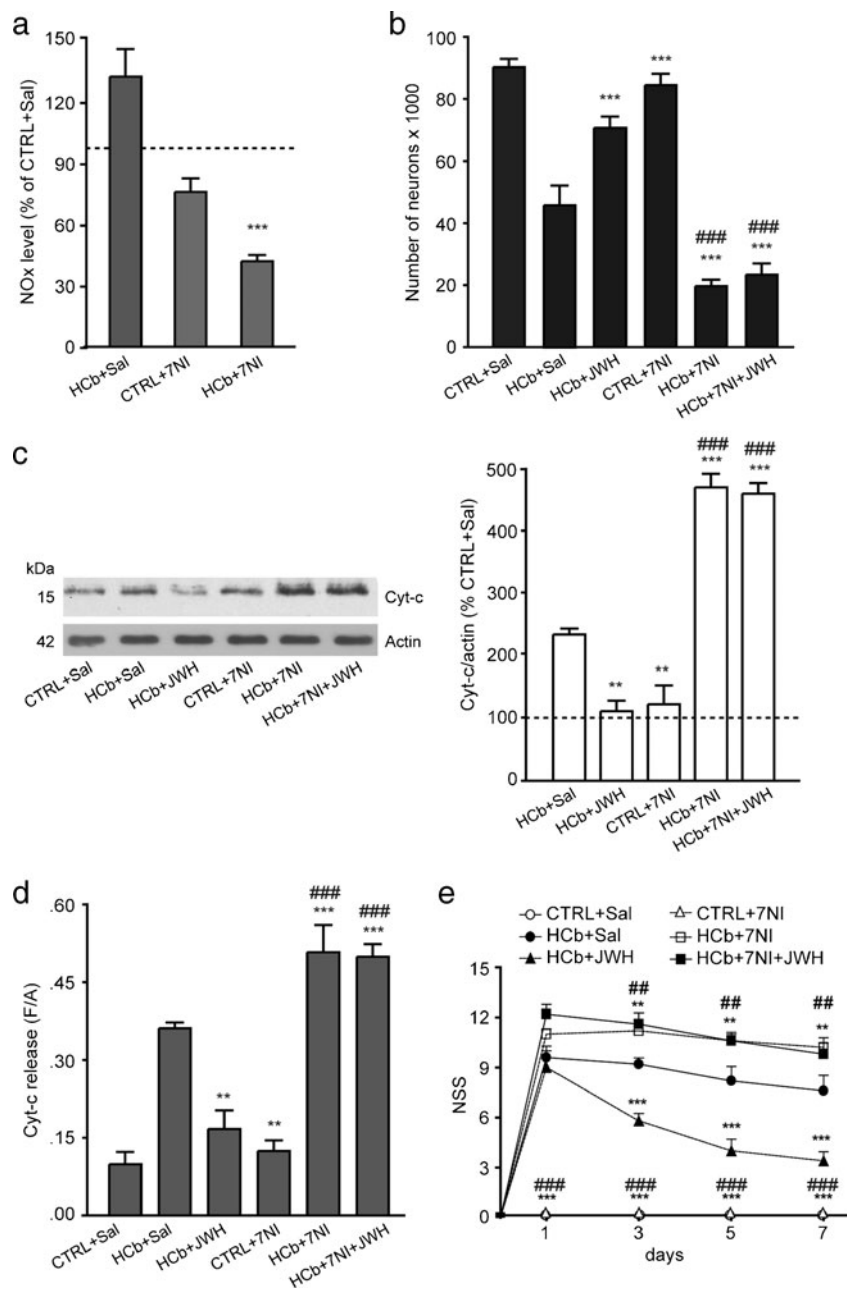 a
NOx level (% of CTRL+Sal)
150
120
90
60
30
0
***
HCb+Sal
CTRL+7NI
HCb+7NI
b
Number of neurons x 1000
100
80
60
40
20
0
***
***
###
***
###
***
CTRL+Sal
HCb+Sal
HCb+JWH
CTRL+7NI
HCb+7NI
HCb+7NI+JWH
c
kDa
15
Cyt-c
42
Actin
CTRL+Sal
HCb+Sal
HCb+JWH
CTRL+7NI
HCb+7NI
HCb+7NI+JWH
Cyt-c/actin (% CTRL+Sal)
500
400
300
200
100
0
**
**
###
***
###
***
HCb+Sal
HCb+JWH
CTRL+7NI
HCb+7NI
HCb+7NI+JWH
d
Cyt-c release (F/A)
.60
.45
.30
.15
.00
**
**
###
***
###
***
CTRL+Sal
HCb+Sal
HCb+JWH
CTRL+7NI
HCb+7NI
HCb+7NI+JWH
e
CTRL+Sal
HCb+Sal
HCb+JWH
CTRL+7NI
HCb+7NI
HCb+7NI+JWH
NSS
15
12
9
6
3
0
## ## ##
** ** **
*** *** ***
### ### ### ###
*** *** *** ***
1 3 5 7
days